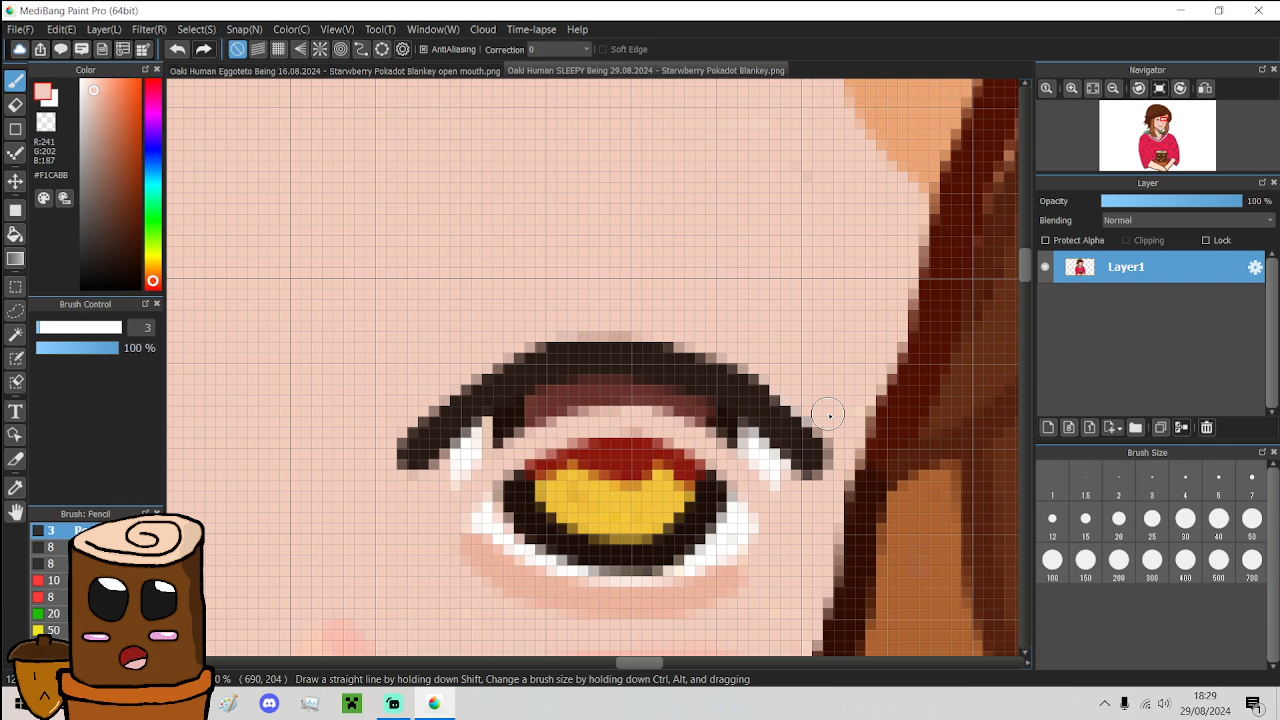 MediBang Paint Pro (64bit)
File(F) Edit(E) Layer(L) Filter(R) Select(S) Snap(N) Color(C) View(V) Tool(T) Window(W) Cloud Time-lapse Help
AntiAliasing Correction 0 Soft Edge
Color
Oaki Human Eggoteto Being 16.08.2024 - Starwberry Pokadot Blankey open mouth.png
Oaki Human SLEEPY Being 29.08.2024 - Starwberry Pokadot Blankey.png
Navigator
R:241
G:202
B:187
#F1CABB
Layer
Opacity 100 %
Blending Normal
Protect Alpha Clipping Lock
Layer1
Brush Control
3
100 %
Brush Size
1 1.5 2 3 4 5 7
12 15 20 25 30 40 50
100 150 200 300 400 500 700
Brush: Pencil
3
8
8
10
8
20
50
% ( 690, 204 ) Draw a straight line by holding down Shift, Change a brush size by holding down Ctrl, Alt, and dragging
18:29
29/08/2024
1